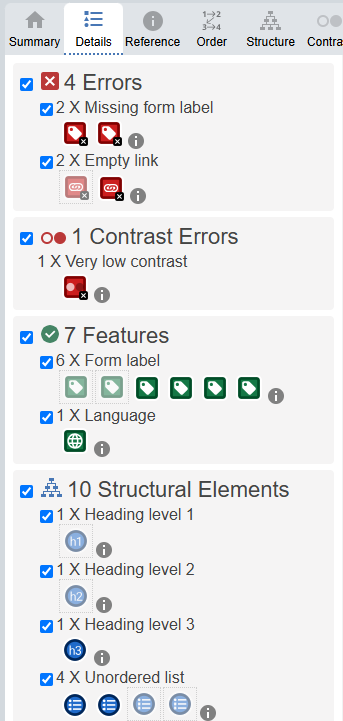 Summary Details Reference Order Structure Contra
4 Errors
2 X Missing form label
2 X Empty link
1 Contrast Errors
1 X Very low contrast
7 Features
6 X Form label
1 X Language
10 Structural Elements
1 X Heading level 1
h1
1 X Heading level 2
h2
1 X Heading level 3
h3
4 X Unordered list